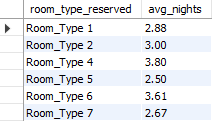 room_type_reserved avg_nights
Room_Type 1 2.88
Room_Type 2 3.00
Room_Type 4 3.80
Room_Type 5 2.50
Room_Type 6 3.61
Room_Type 7 2.67